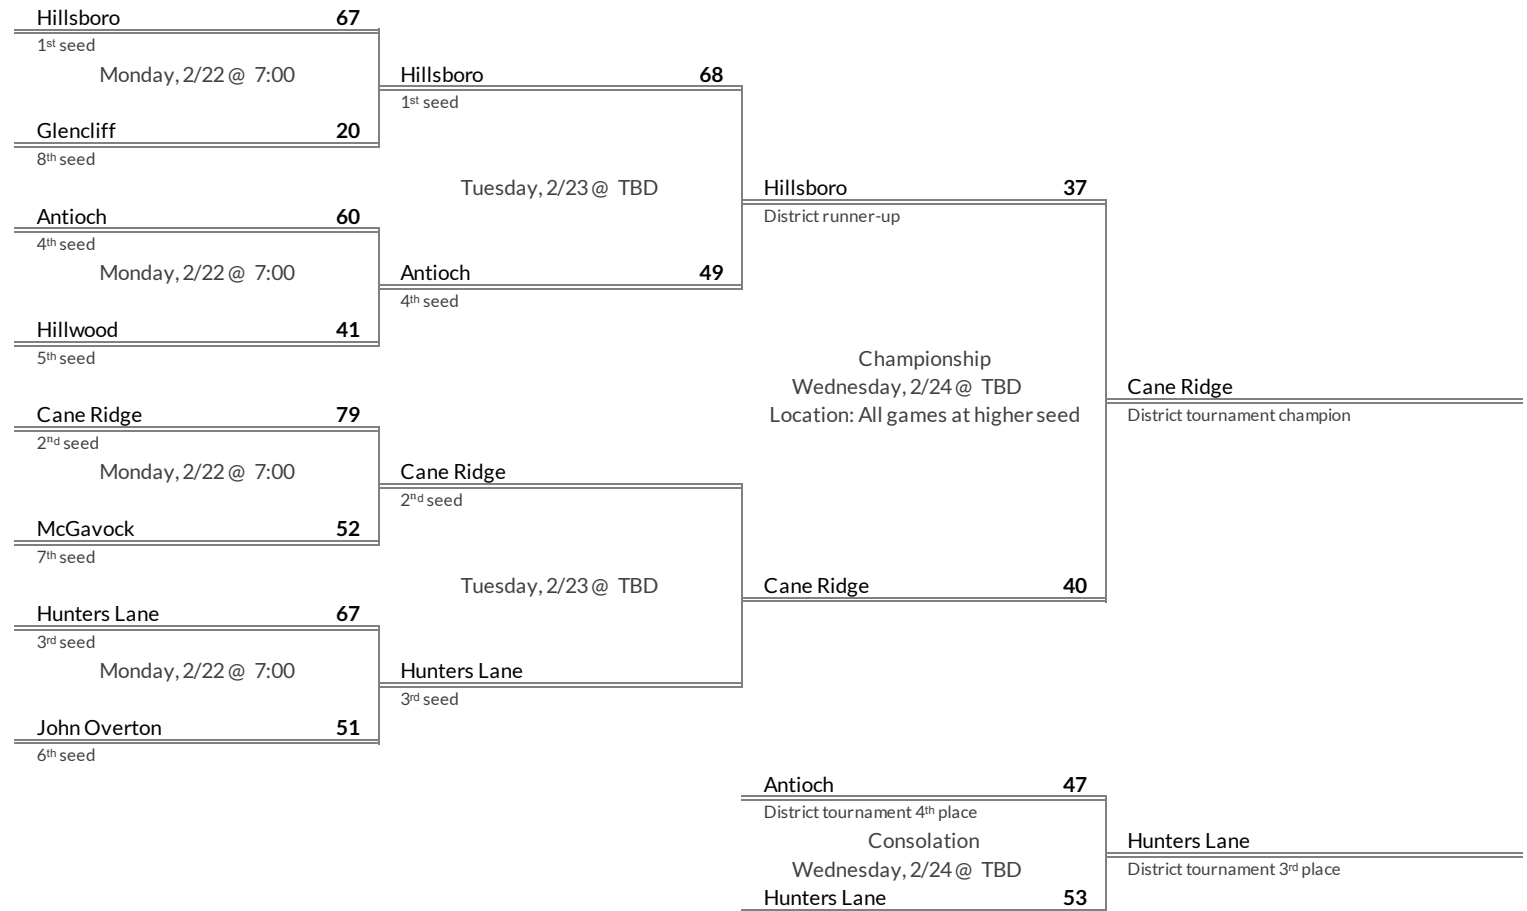 Hillsboro 67
1st seed
Monday, 2/22 @ 7:00
Glencliff 20
8th seed
Antioch 60
4th seed
Monday, 2/22 @ 7:00
Hillwood 41
5th seed
Cane Ridge 79
2nd seed
Monday, 2/22 @ 7:00
McGavock 52
7th seed
Hunters Lane 67
3rd seed
Monday, 2/22 @ 7:00
John Overton 51
6th seed
Hillsboro 68
1st seed
Tuesday, 2/23 @ TBD
Antioch 49
4th seed
Cane Ridge
2nd seed
Tuesday, 2/23 @ TBD
Hunters Lane
3rd seed
Hillsboro 37
District runner-up
Championship
Wednesday, 2/24 @ TBD
Location: All games at higher seed
Cane Ridge 40
Cane Ridge
District tournament champion
Antioch 47
District tournament 4th place
Consolation
Wednesday, 2/24 @ TBD
Hunters Lane 53
Hunters Lane
District tournament 3rd place